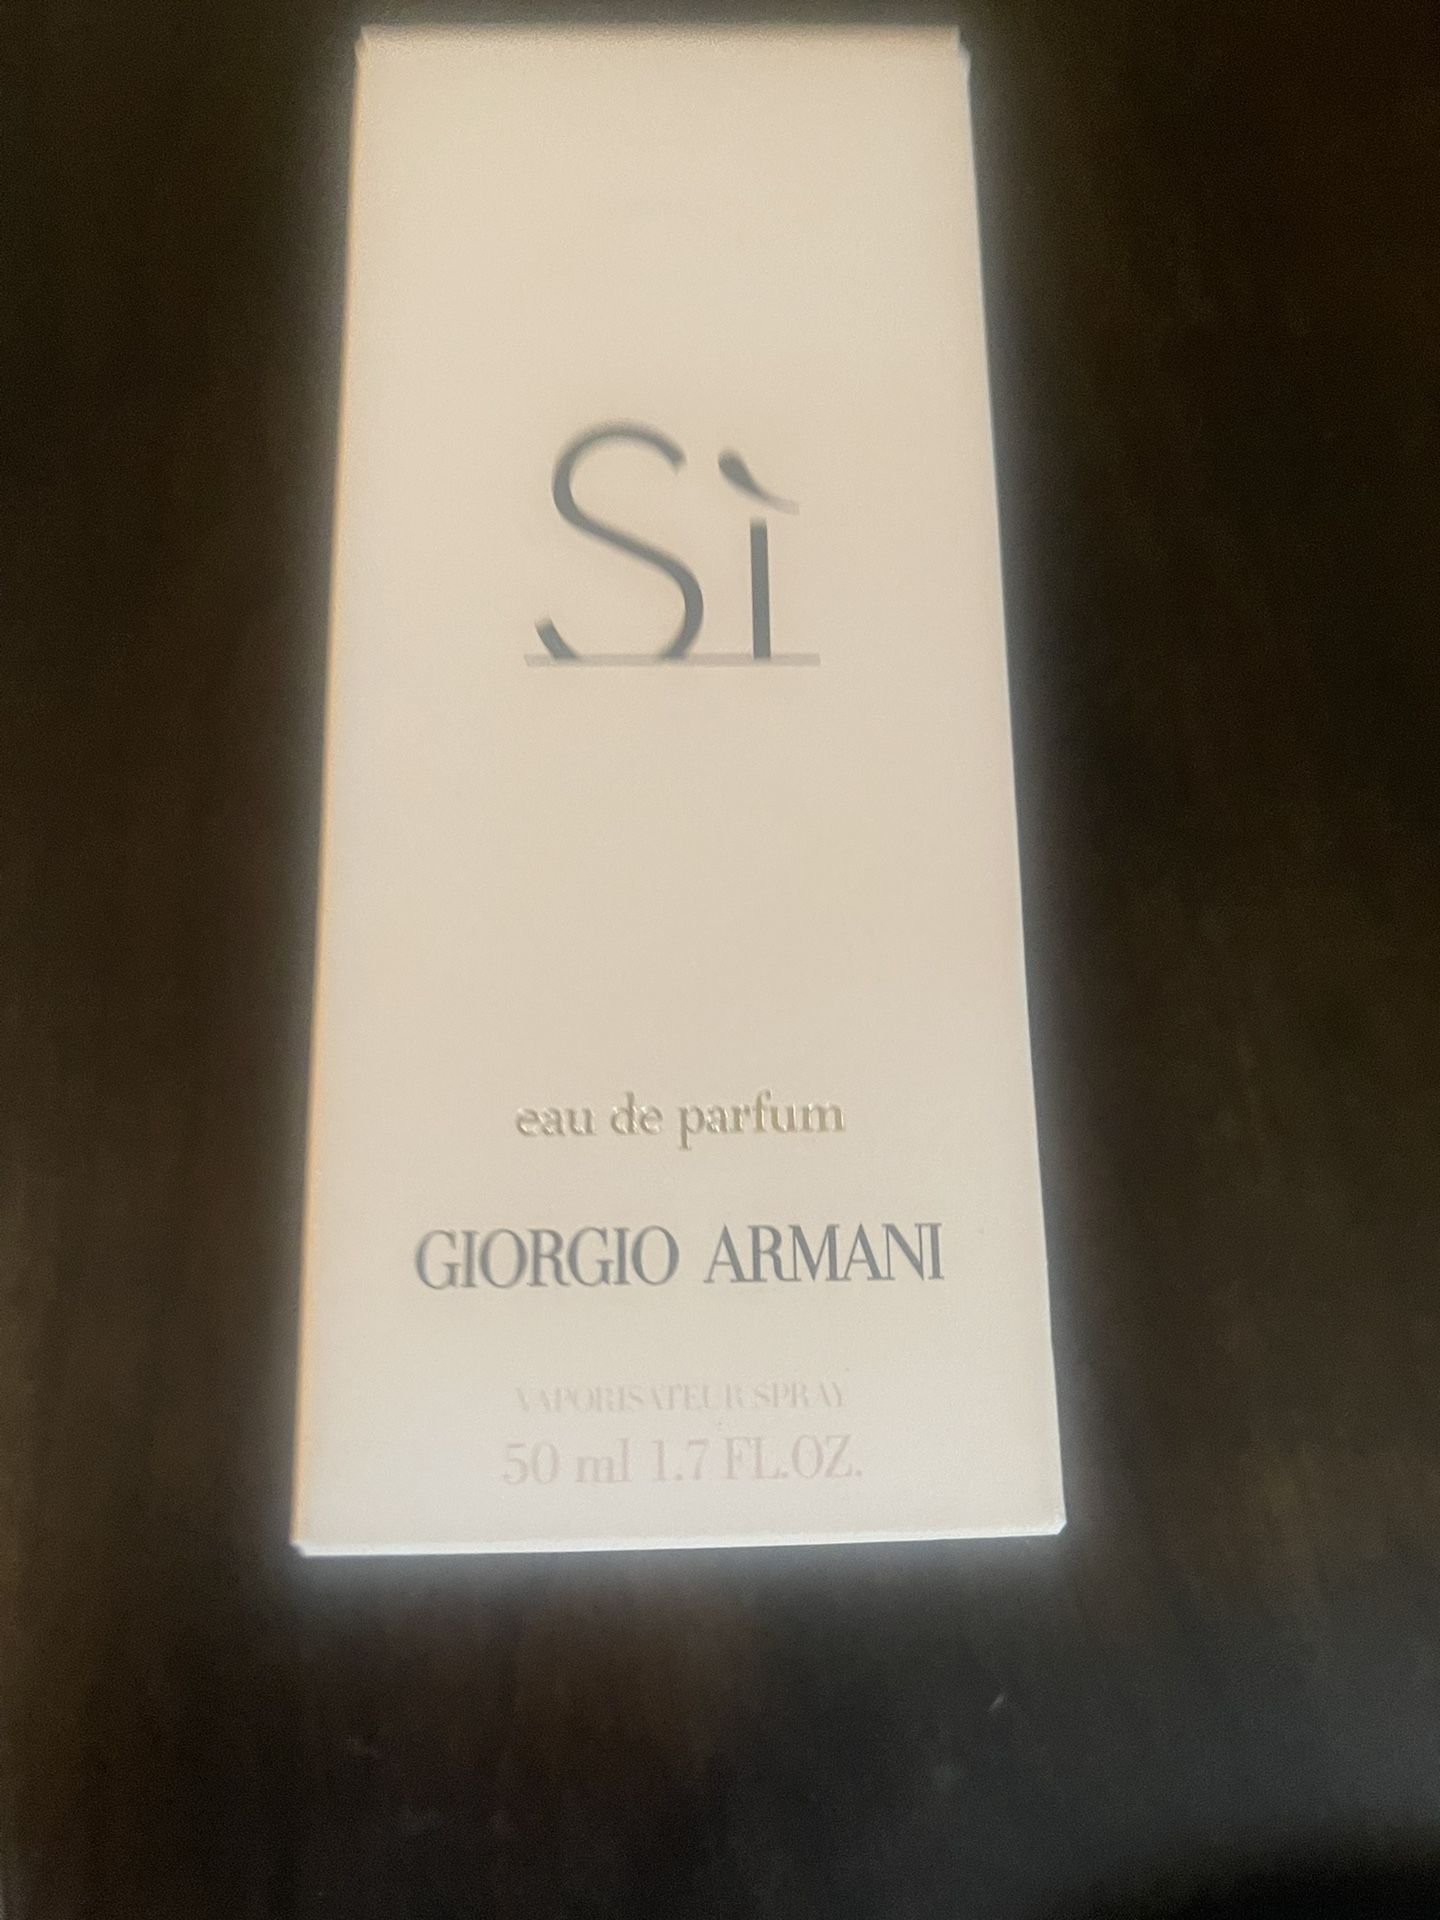 Sì
eau de parfum
GIORGIO ARMANI
VAPORISATEUR SPRAY
50 ml 1.7 FL.OZ.